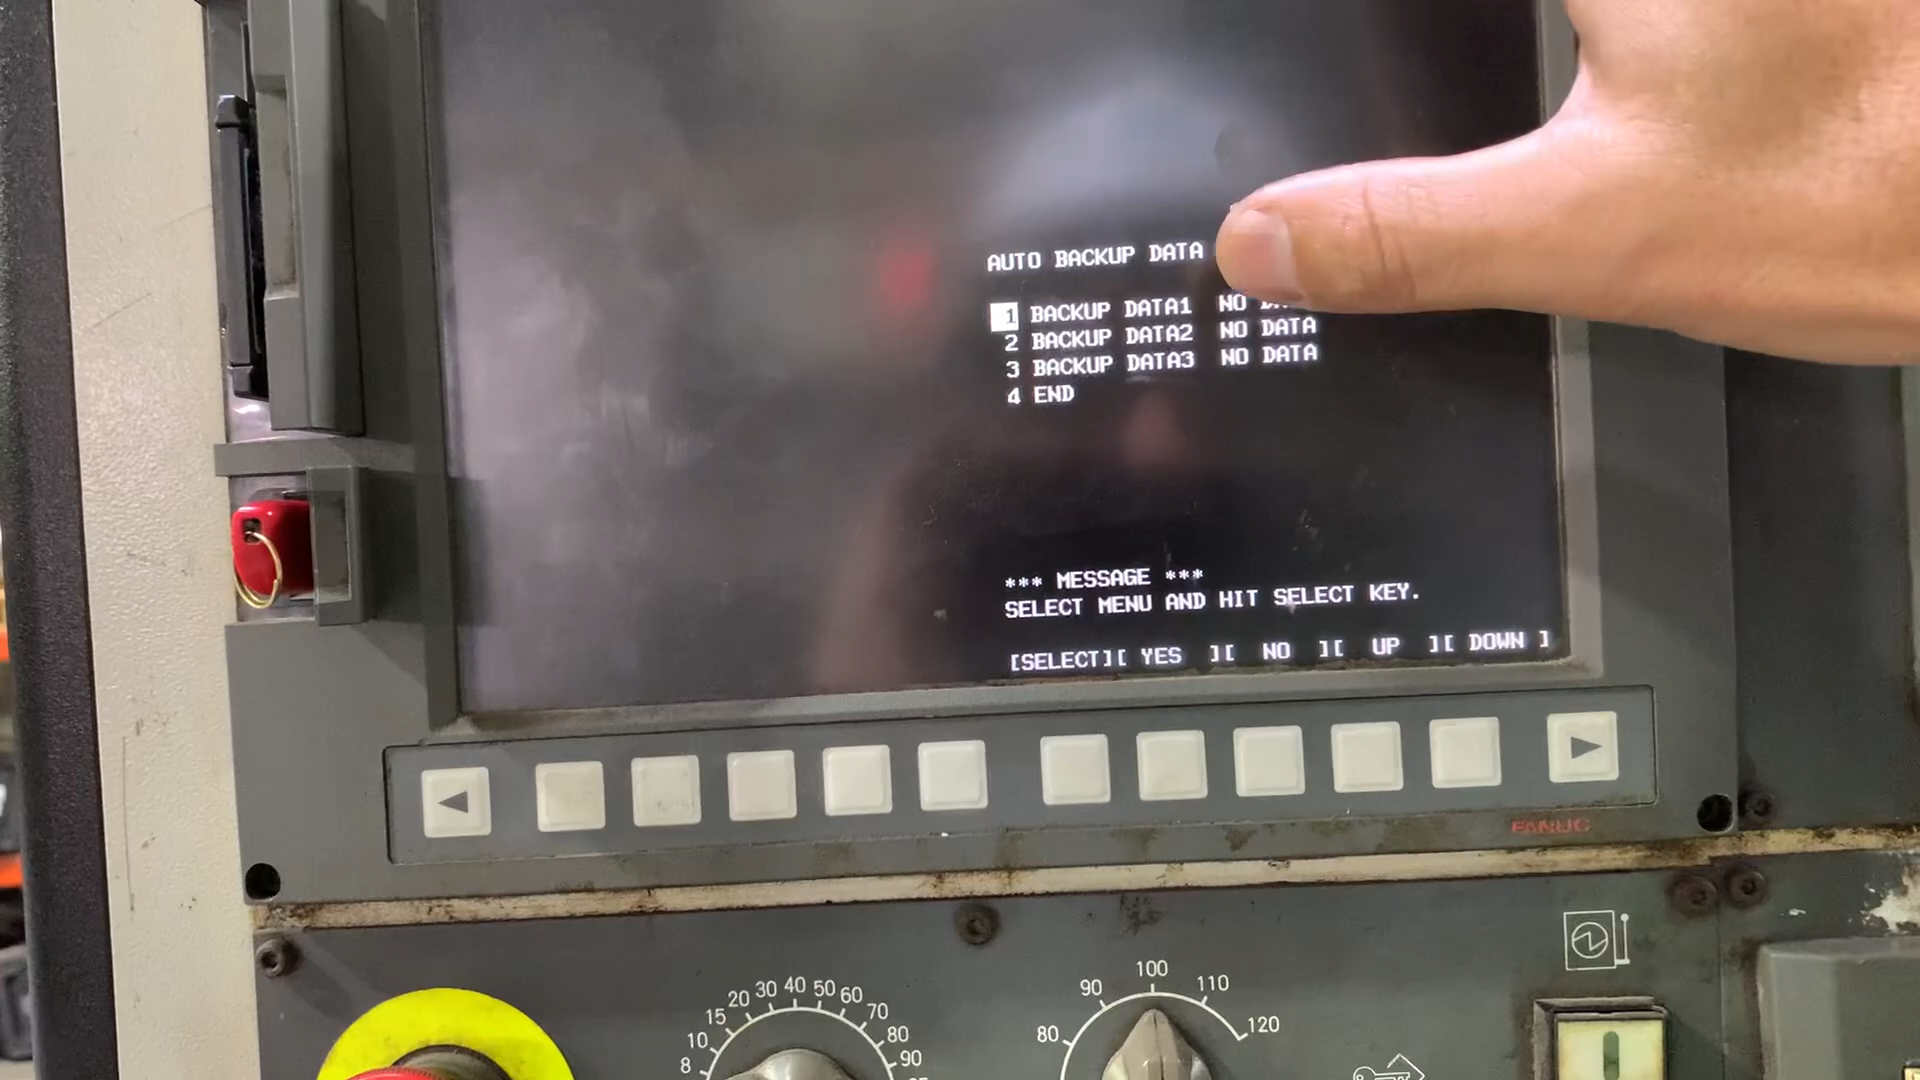 AUTO BACKUP DATA
1 BACKUP DATA1 NO
2 BACKUP DATA2 NO DATA
3 BACKUP DATA3 NO DATA
4 END
*** MESSAGE ***
SELECT MENU AND HIT SELECT KEY.
[SELECT][ YES ][ NO ][ UP ][ DOWN ]
FANUC
8 10 15 20 30 40 50 60 70 80 90
80 90 100 110 120